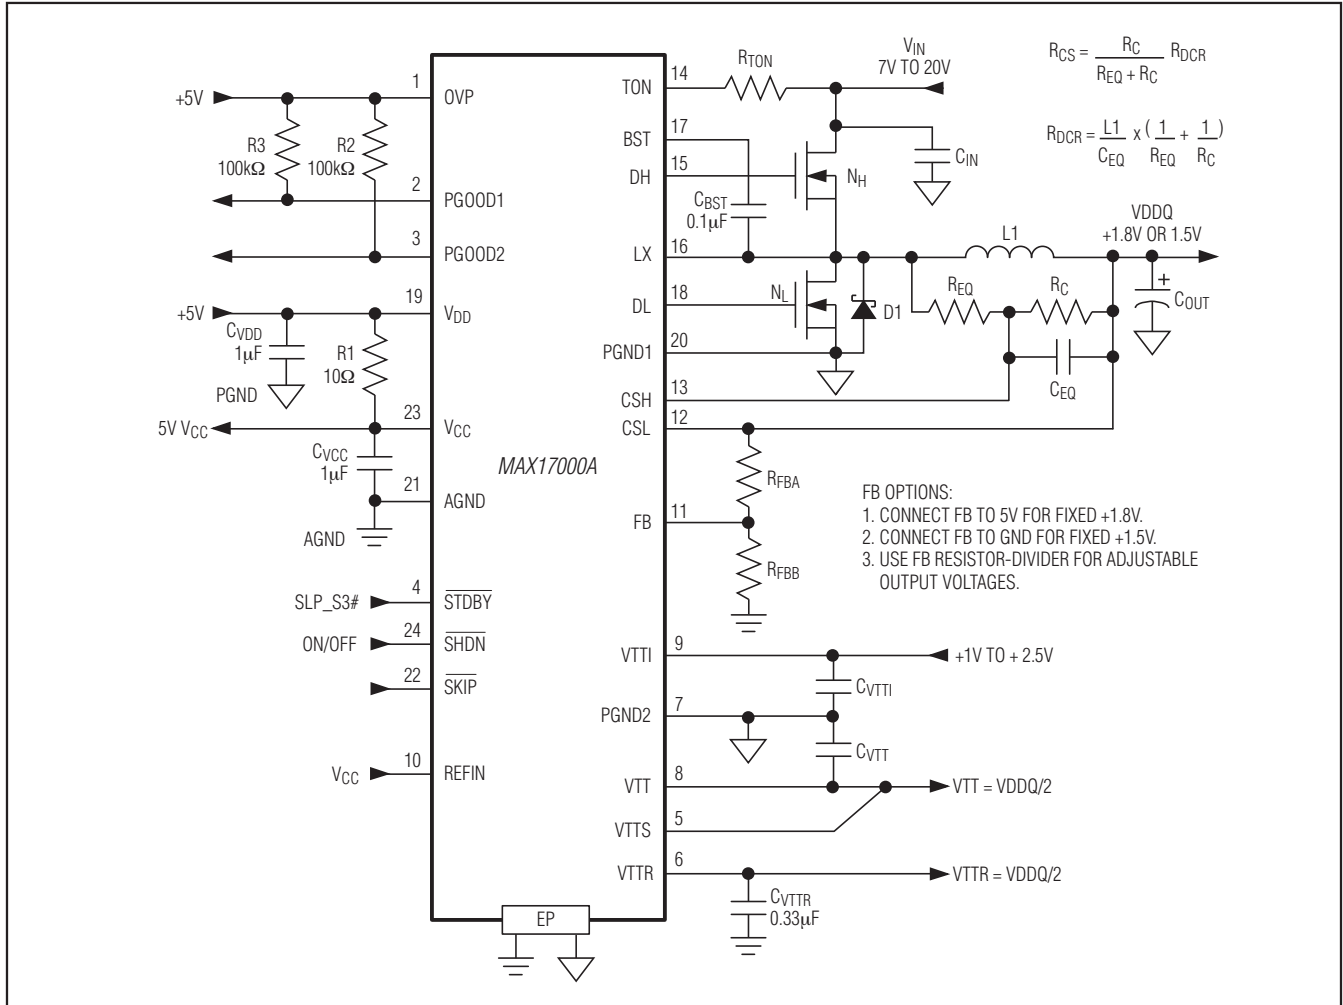 +5V
1
OVP
R3
100kΩ
R2
100kΩ
2
PGOOD1
3
PGOOD2
+5V
19
VDD
CVDD
1μF
PGND
R1
10Ω
5V VCC
23
VCC
CVCC
1μF
21
AGND
AGND
SLP_S3#
4
STDBY
ON/OFF
24
SHDN
22
SKIP
VCC
10
REFIN
MAX17000A
EP
TON
14
RTON
VIN
7V TO 20V
BST
17
DH
15
NH
CIN
CBST
0.1μF
LX
16
L1
VDDQ
+1.8V OR 1.5V
DL
18
NL
D1
REQ
RC
+
COUT
PGND1
20
CEQ
CSH
13
CSL
12
RFBA
FB
11
RFBB
RCS = RC / (REQ + RC) RDCR
RDCR = L1 / CEQ x ( 1 / REQ + 1 / RC )
FB OPTIONS:
1. CONNECT FB TO 5V FOR FIXED +1.8V.
2. CONNECT FB TO GND FOR FIXED +1.5V.
3. USE FB RESISTOR-DIVIDER FOR ADJUSTABLE
OUTPUT VOLTAGES.
VTTI
9
+1V TO + 2.5V
CVTTI
PGND2
7
CVTT
VTT
8
VTT = VDDQ/2
VTTS
5
VTTR
6
VTTR = VDDQ/2
CVTTR
0.33μF